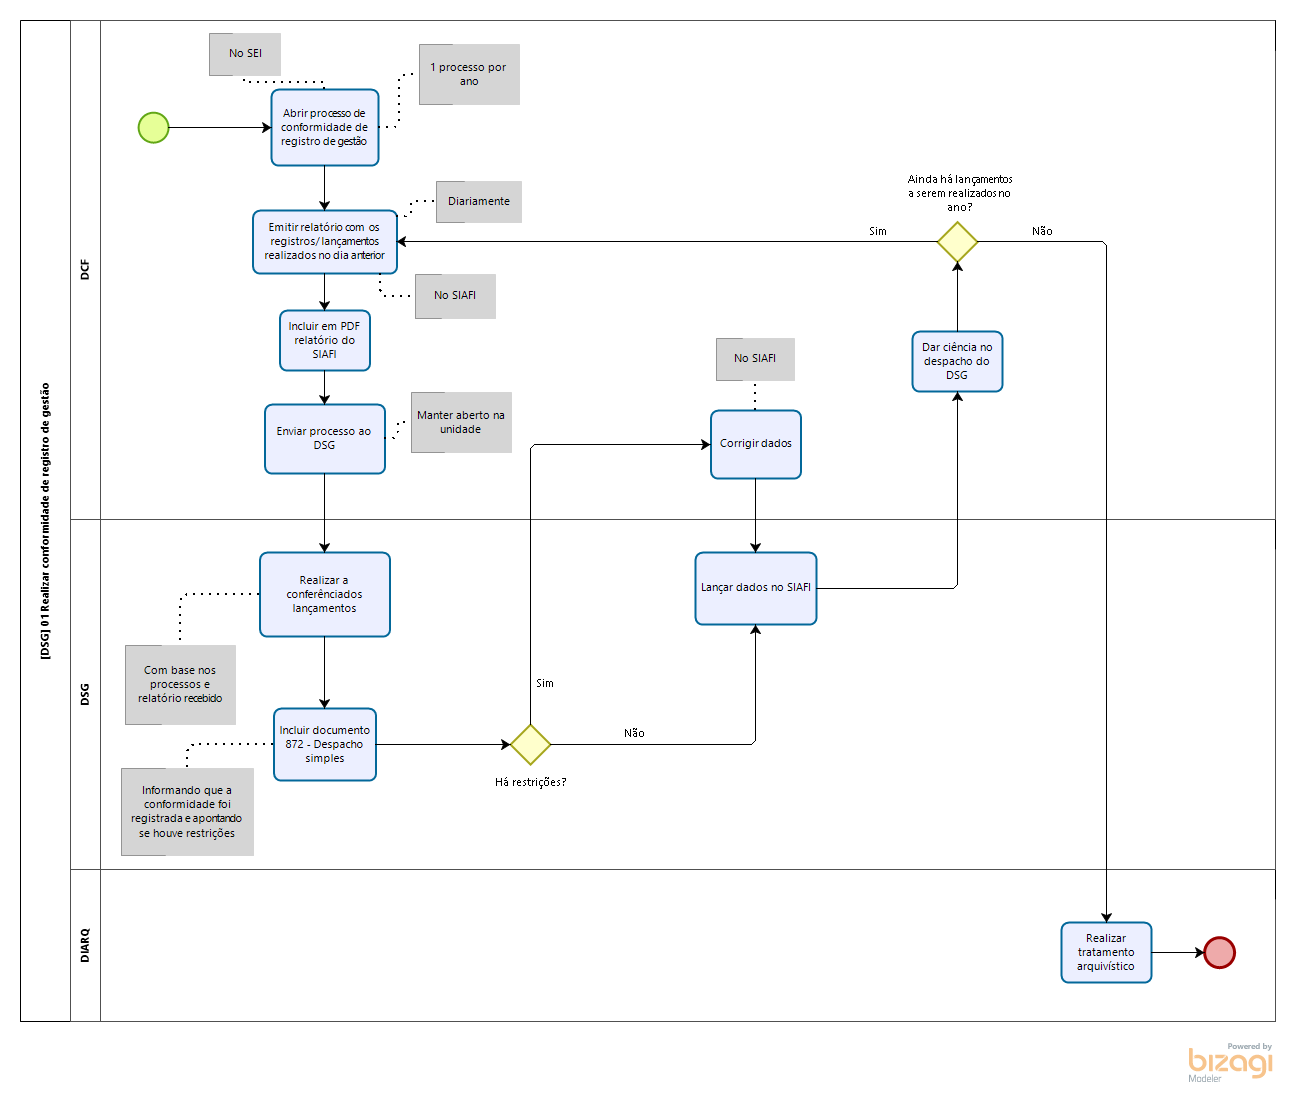 [DSG] 01 Realizar conformidade de registro de gestão
DCF
No SEI
1 processo por
ano
Abrir processo de
conformidade de
registro de gestão
Diariamente
Emitir relatório com os
registros/ lançamentos
realizados no dia anterior
No SIAFI
Incluir em PDF
relatório do
SIAFI
Enviar processo ao
DSG
Manter aberto na
unidade
No SIAFI
Corrigir dados
Ainda há lançamentos
a serem realizados no
ano?
Sim
Não
Dar ciência no
despacho do
DSG
DSG
Realizar a
conferênciados
lançamentos
Com base nos
processos e
relatório recebido
Incluir documento
872 - Despacho
simples
Informando que a
conformidade foi
registrada e apontando
se houve restrições
Sim
Não
Há restrições?
Lançar dados no SIAFI
DIARQ
Realizar
tratamento
arquivístico
Powered by
bizagi
Modeler